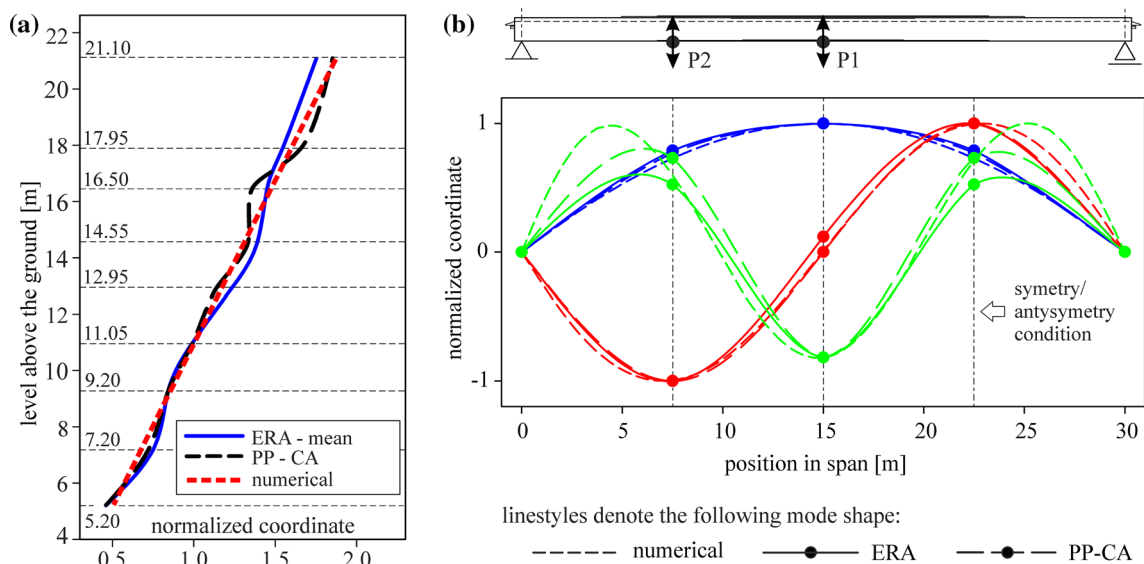 (a)
level above the ground [m]
22
20
18
16
14
12
10
8
6
4
21.10
17.95
16.50
14.55
12.95
11.05
9.20
7.20
5.20
ERA - mean
PP - CA
numerical
normalized coordinate
0.5
1.0
1.5
2.0
(b)
P2
P1
normalized coordinate
1
0
-1
symetry/
antysymetry
condition
0
5
10
15
20
25
30
position in span [m]
linestyles denote the following mode shape:
numerical
ERA
PP-CA